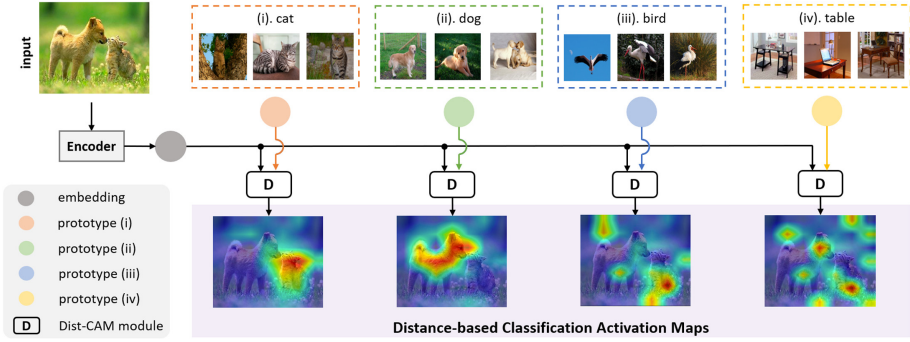 input
(i). cat
(ii). dog
(iii). bird
(iv). table
Encoder
D
D
D
D
embedding
prototype (i)
prototype (ii)
prototype (iii)
prototype (iv)
D Dist-CAM module
Distance-based Classification Activation Maps